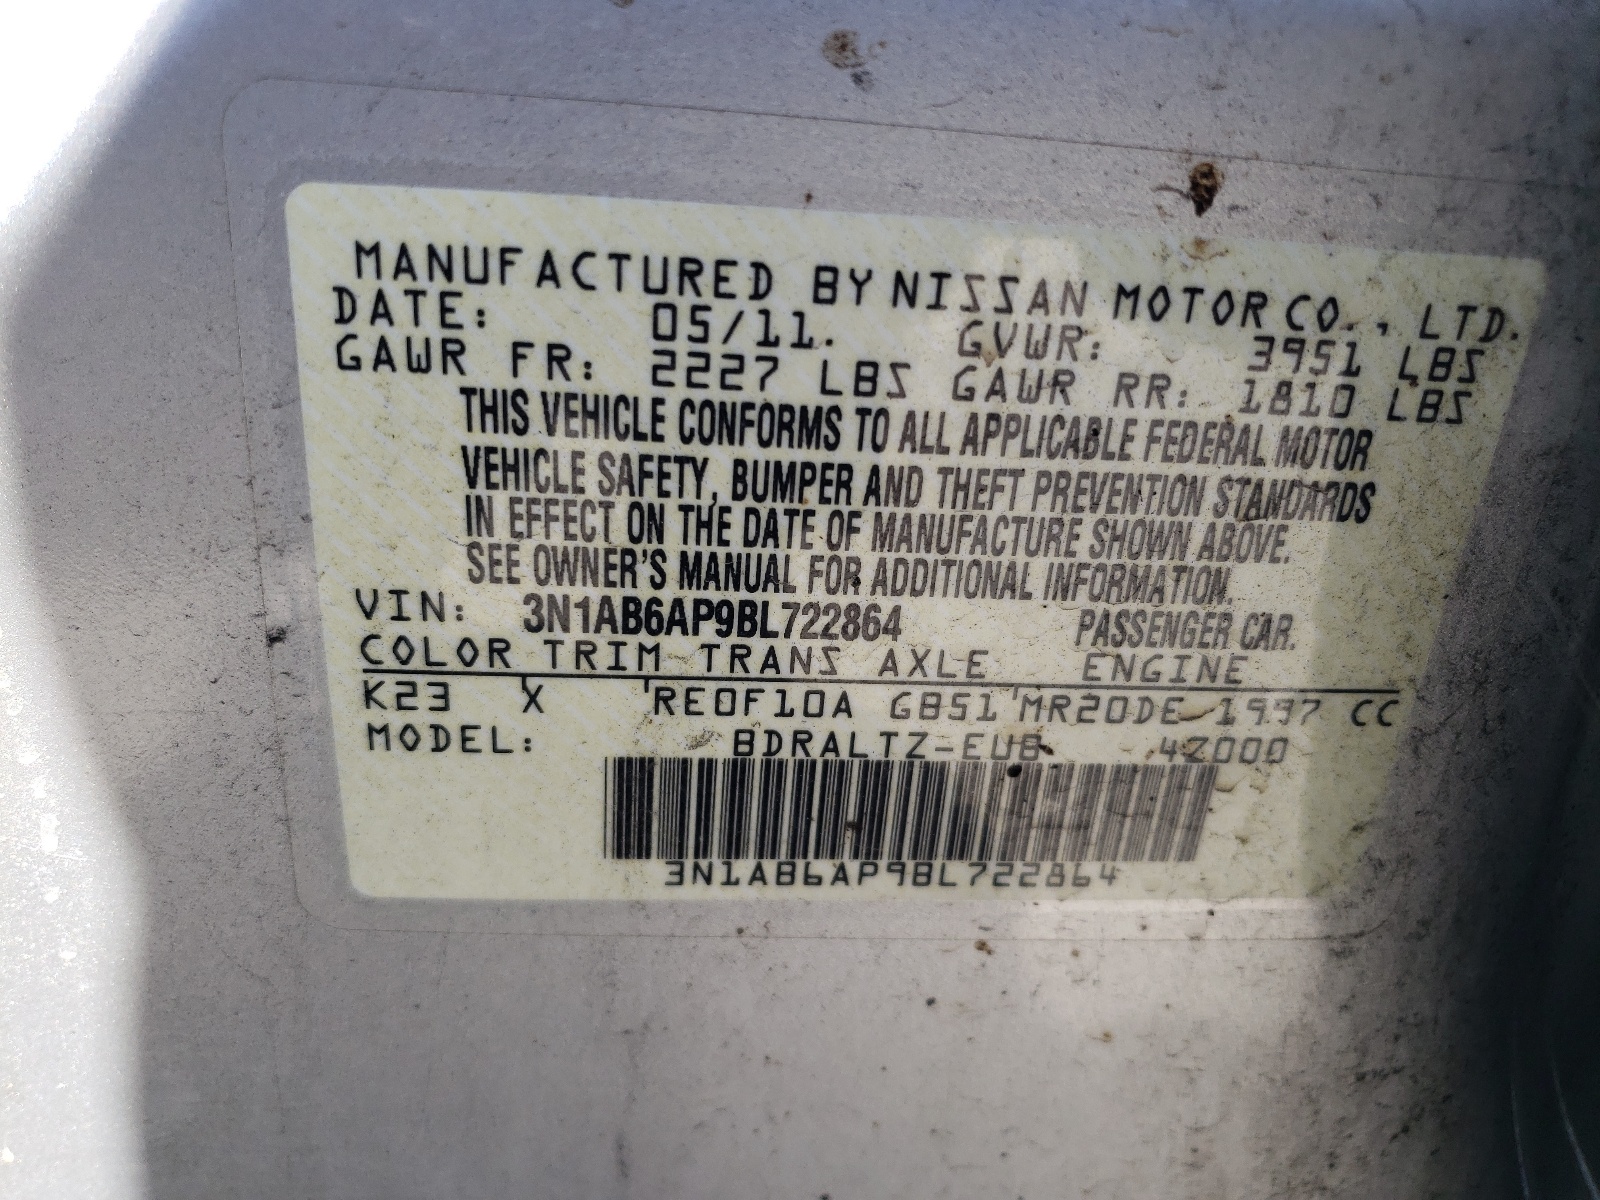 MANUFACTURED BY NISSAN MOTOR CO., LTD.
DATE: 05/11. GVWR: 3951 LBS
GAWR FR: 2227 LBS GAWR RR: 1810 LBS
THIS VEHICLE CONFORMS TO ALL APPLICABLE FEDERAL MOTOR
VEHICLE SAFETY, BUMPER AND THEFT PREVENTION STANDARDS
IN EFFECT ON THE DATE OF MANUFACTURE SHOWN ABOVE.
SEE OWNER'S MANUAL FOR ADDITIONAL INFORMATION.
VIN: 3N1AB6AP9BL722864 PASSENGER CAR.
COLOR TRIM TRANS AXLE ENGINE
K23 X RE0F10A GB51 MR20DE 1997 CC
MODEL: BDRALTZ-EUB 4Z000
3N1AB6AP9BL722864